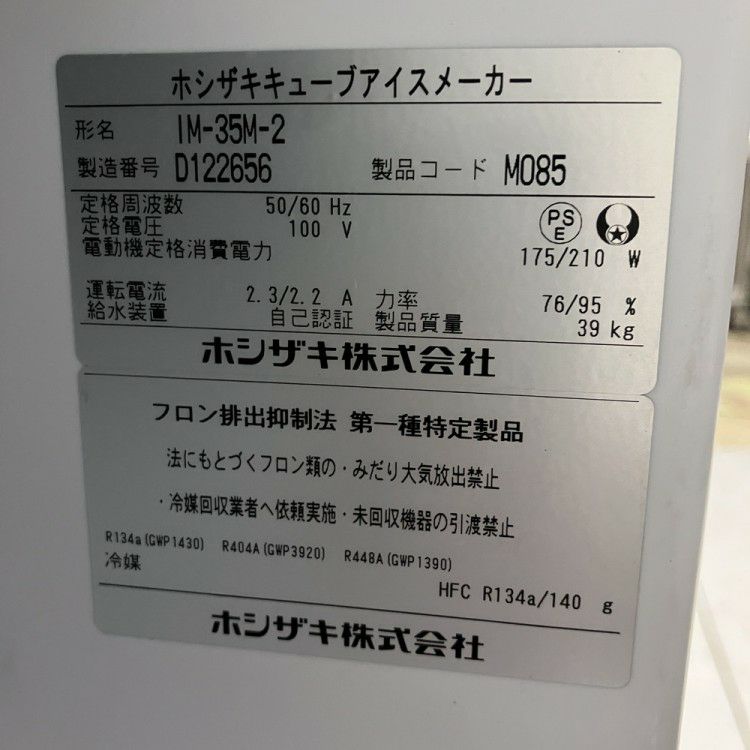 ホシザキキューブアイスメーカー
形名 IM-35M-2
製造番号 D122656 製品コード M085
定格周波数 50/60 Hz
定格電圧 100 V
PS
E
電動機定格消費電力 175/210 W
運転電流 2.3/2.2 A 力率 76/95 %
給水装置 自己認証 製品質量 39 kg
ホシザキ株式会社
フロン排出抑制法 第一種特定製品
法にもとづくフロン類の・みだり大気放出禁止
・冷媒回収業者へ依頼実施・未回収機器の引渡禁止
R134a(GWP1430) R404A(GWP3920) R448A(GWP1390)
冷媒 HFC R134a/140 g
ホシザキ株式会社